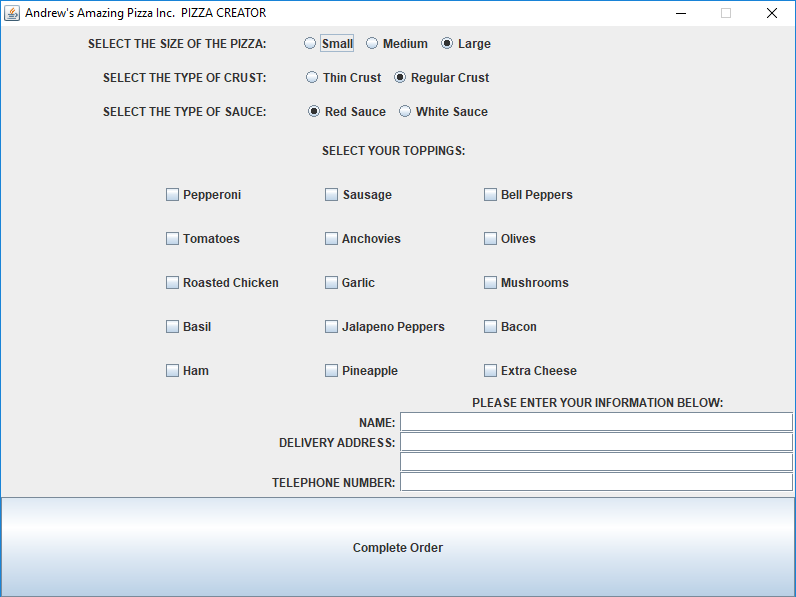 Andrew's Amazing Pizza Inc.  PIZZA CREATOR
SELECT THE SIZE OF THE PIZZA: Small Medium Large
SELECT THE TYPE OF CRUST: Thin Crust Regular Crust
SELECT THE TYPE OF SAUCE: Red Sauce White Sauce
SELECT YOUR TOPPINGS:
Pepperoni Sausage Bell Peppers
Tomatoes Anchovies Olives
Roasted Chicken Garlic Mushrooms
Basil Jalapeno Peppers Bacon
Ham Pineapple Extra Cheese
PLEASE ENTER YOUR INFORMATION BELOW:
NAME:
DELIVERY ADDRESS:
TELEPHONE NUMBER:
Complete Order